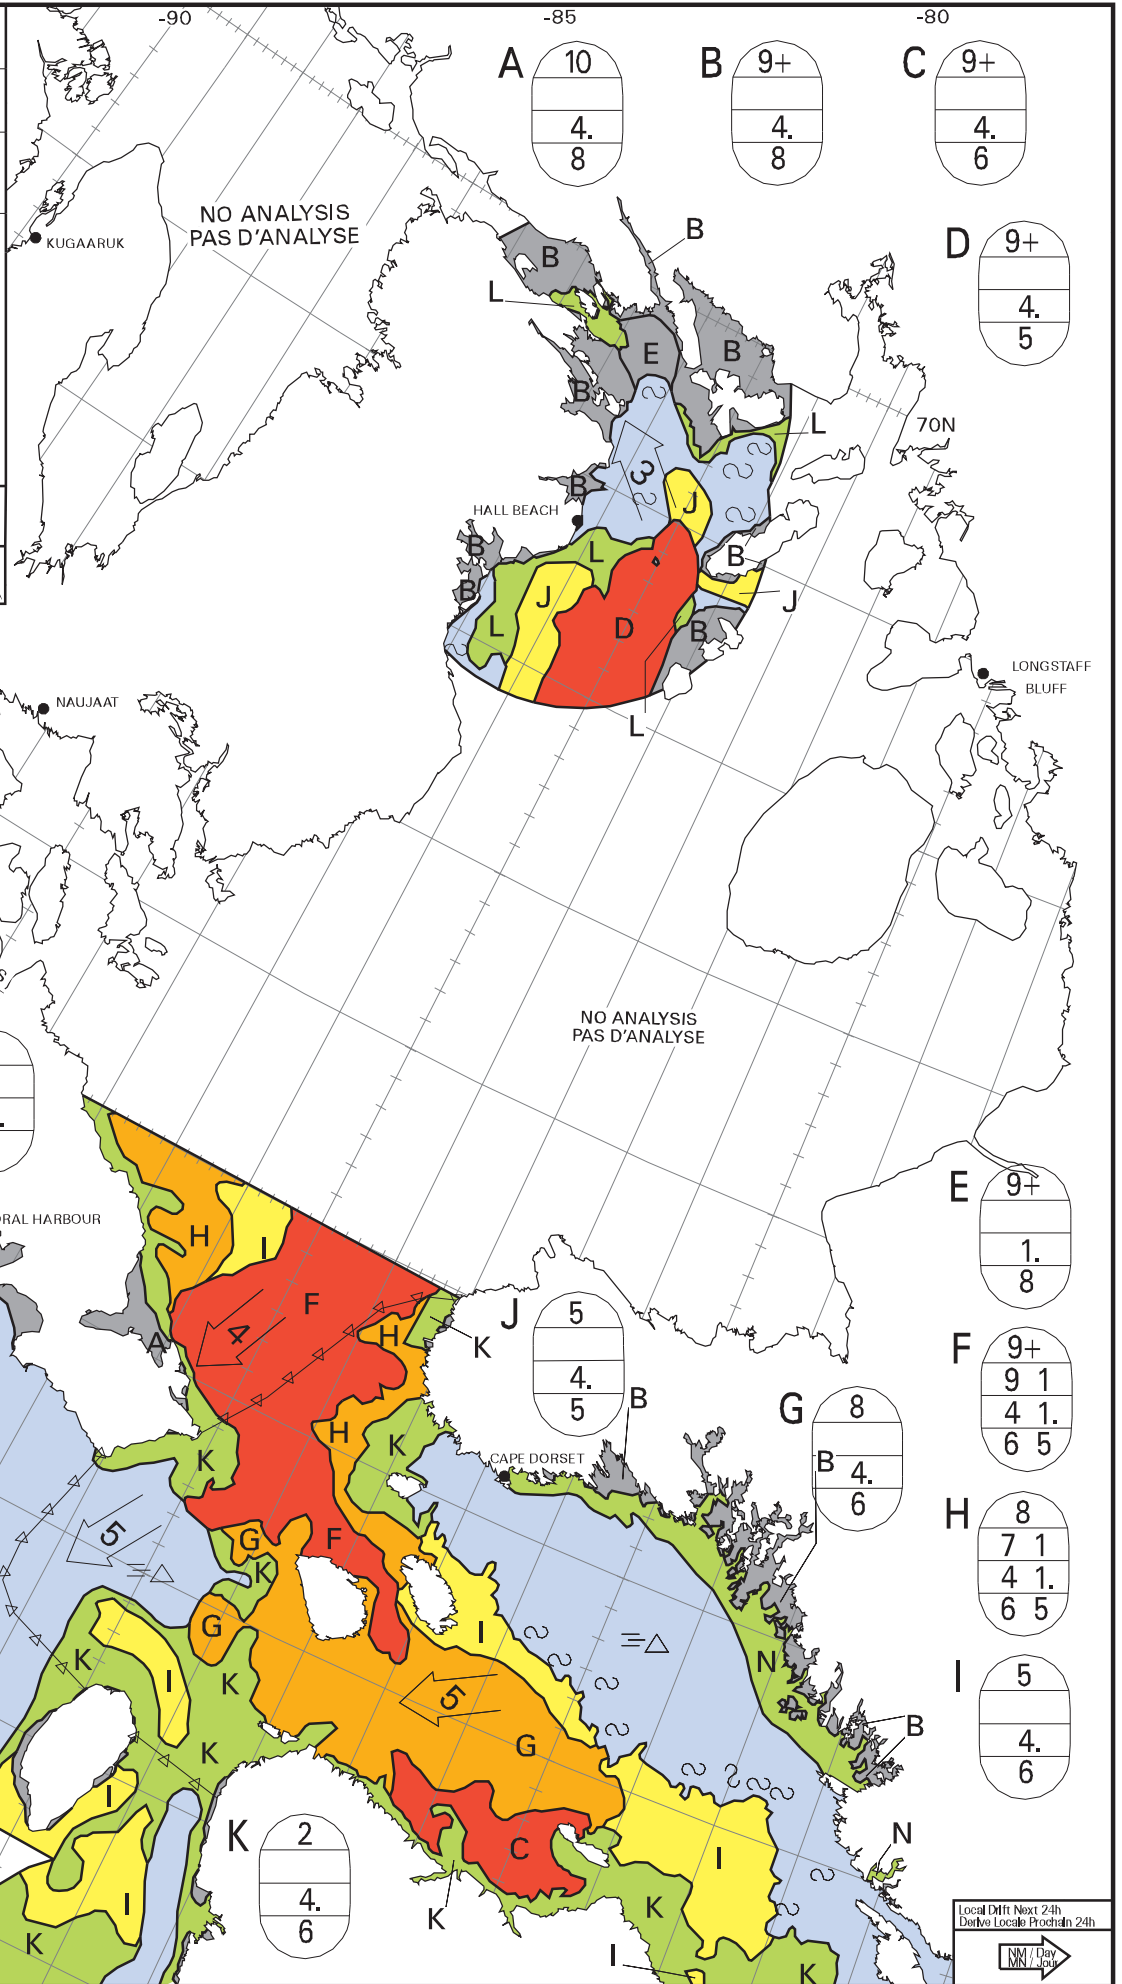 -90
-85
-80
A
10
4.
8
B
9+
4.
8
C
9+
4.
6
NO ANALYSIS
PAS D'ANALYSE
KUGAARUK
D
9+
4.
5
B
B
L
E
B
B
L
70N
3
B
J
HALL BEACH
B
L
B
B
J
J
L
D
B
L
LONGSTAFF
BLUFF
NAUJAAT
NO ANALYSIS
PAS D'ANALYSE
E
9+
1.
8
RAL HARBOUR
H
I
F
4
H
K
A
J
5
4.
5
F
9+
9 1
4 1.
6 5
B
G
8
B
4.
6
H
K
K
CAPE DORSET
H
8
7 1
4 1.
6 5
5
G
F
K
G
I
K
I
K
N
I
5
4.
6
5
B
K
G
I
K
2
4.
6
C
I
N
I
K
K
K
I
K
Local Drift Next 24h
Derive Locale Prochain 24h
NM / Day
MN / Jour